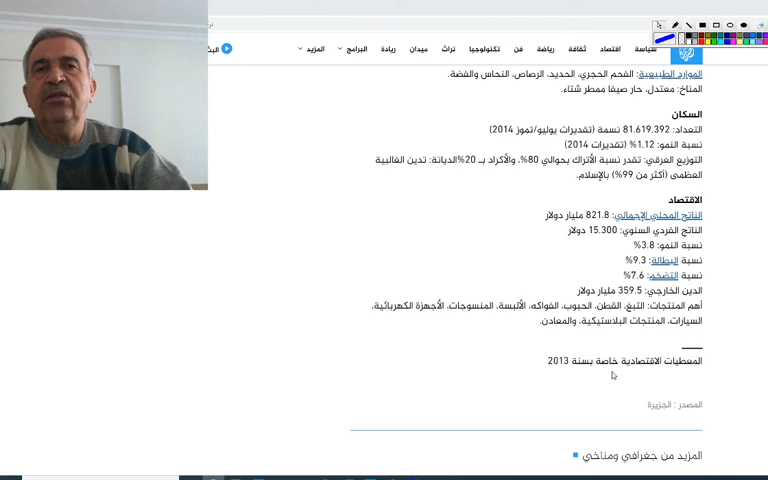 سياسة اقتصاد ثقافة رياضة فن تكنولوجيا تراث ميدان ريادة البرامج المزيد
الموارد الطبيعية: الفحم الحجري، الحديد، الرصاص، النحاس والفضة.
المناخ: معتدل، حار صيفا ممطر شتاء.
السكان
التعداد: 81.619.392 نسمة (تقديرات يوليو/تموز 2014)
نسبة النمو: 1.12% (تقديرات 2014)
التوزيع العرقي: تقدر نسبة الأتراك بحوالي 80%، والأكراد بـ 20%الديانة: تدين الغالبية
العظمى (أكثر من 99%) بالإسلام.
الاقتصاد
الناتج المحلي الإجمالي: 821.8 مليار دولار
الناتج الفردي السنوي: 15.300 دولار
نسبة النمو: 3.8%
نسبة البطالة: 9.3%
نسبة التضخم: 7.6%
الدين الخارجي: 359.5 مليار دولار
أهم المنتجات: التبغ، القطن، الحبوب، الفواكه، الألبسة، المنسوجات، الأجهزة الكهربائية،
السيارات، المنتجات البلاستيكية، والمعادن.
المعطيات الاقتصادية خاصة بسنة 2013
المصدر : الجزيرة
المزيد من جغرافي ومناخي